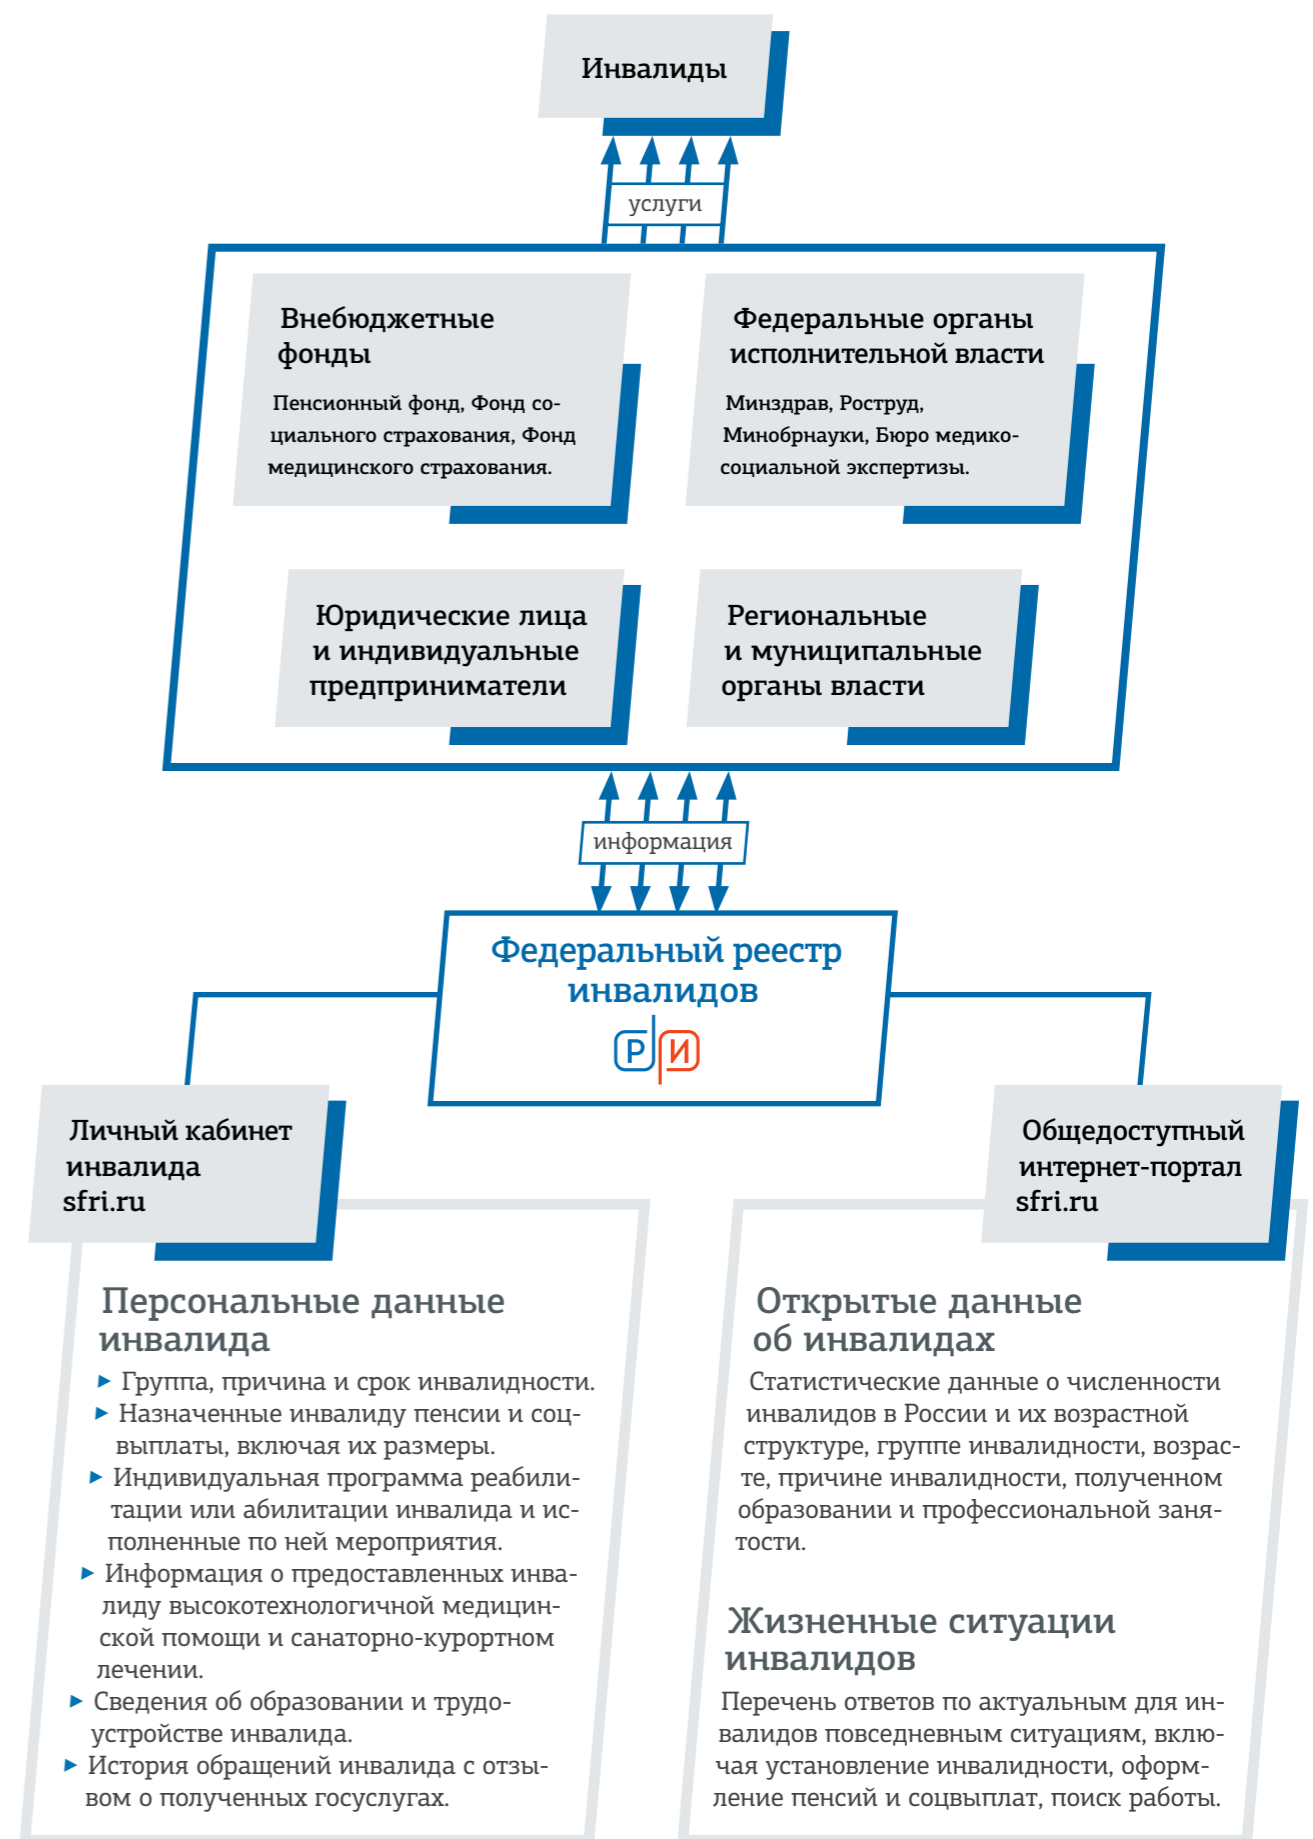 Инвалиды
услуги
Внебюджетные
фонды
Пенсионный фонд, Фонд со-
циального страхования, Фонд
медицинского страхования.
Федеральные органы
исполнительной власти
Минздрав, Роструд,
Минобрнауки, Бюро медико-
социальной экспертизы.
Юридические лица
и индивидуальные
предприниматели
Региональные
и муниципальные
органы власти
информация
Федеральный реестр
инвалидов
РИ
Личный кабинет
инвалида
sfri.ru
Персональные данные
инвалида
▶ Группа, причина и срок инвалидности.
▶ Назначенные инвалиду пенсии и соц-
выплаты, включая их размеры.
▶ Индивидуальная программа реабили-
тации или абилитации инвалида и ис-
полненные по ней мероприятия.
▶ Информация о предоставленных инва-
лиду высокотехнологичной медицин-
ской помощи и санаторно-курортном
лечении.
▶ Сведения об образовании и трудо-
устройстве инвалида.
▶ История обращений инвалида с отзы-
вом о полученных госуслугах.
Общедоступный
интернет-портал
sfri.ru
Открытые данные
об инвалидах
Статистические данные о численности
инвалидов в России и их возрастной
структуре, группе инвалидности, возрас-
те, причине инвалидности, полученном
образовании и профессиональной заня-
тости.
Жизненные ситуации
инвалидов
Перечень ответов по актуальным для ин-
валидов повседневным ситуациям, вклю-
чая установление инвалидности, оформ-
ление пенсий и соцвыплат, поиск работы.